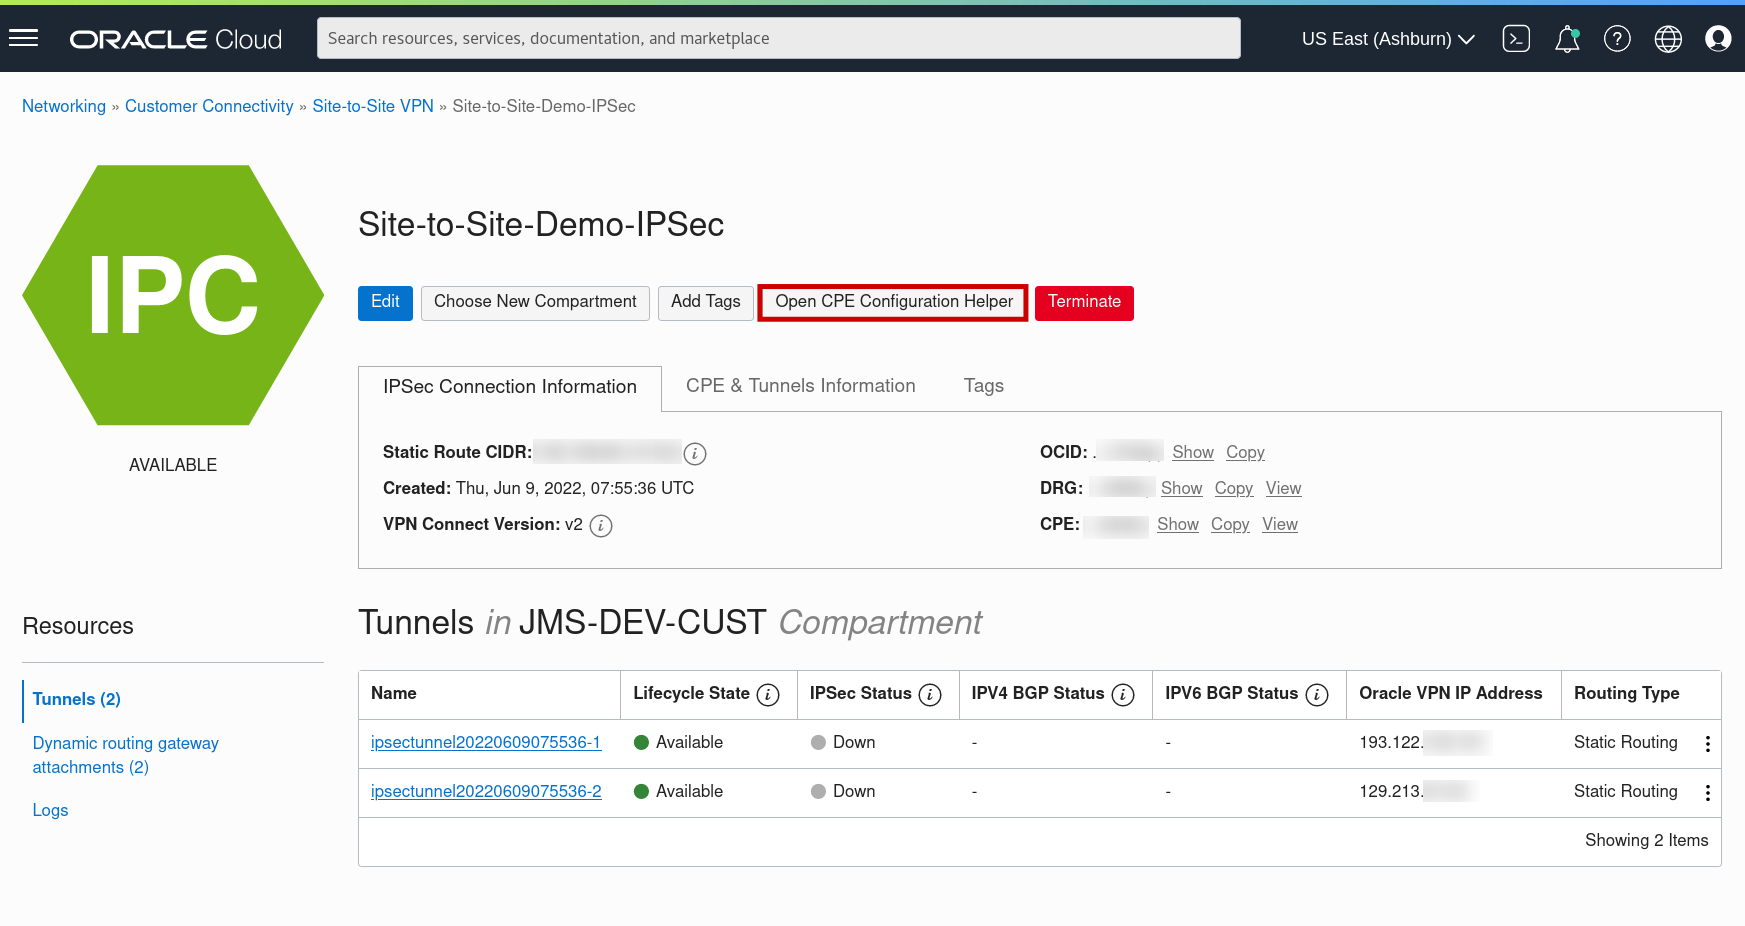 ORACLE Cloud
Search resources, services, documentation, and marketplace
US East (Ashburn)
Networking » Customer Connectivity » Site-to-Site VPN » Site-to-Site-Demo-IPSec
IPC
AVAILABLE
Site-to-Site-Demo-IPSec
Edit Choose New Compartment Add Tags Open CPE Configuration Helper Terminate
IPSec Connection Information CPE & Tunnels Information Tags
Static Route CIDR:
Created: Thu, Jun 9, 2022, 07:55:36 UTC
VPN Connect Version: v2
OCID: . Show Copy
DRG: Show Copy View
CPE: Show Copy View
Resources
Tunnels (2)
Dynamic routing gateway
attachments (2)
Logs
Tunnels in JMS-DEV-CUST Compartment
Name Lifecycle State IPSec Status IPV4 BGP Status IPV6 BGP Status Oracle VPN IP Address Routing Type
ipsectunnel20220609075536-1 Available Down - - 193.122. Static Routing
ipsectunnel20220609075536-2 Available Down - - 129.213. Static Routing
Showing 2 Items